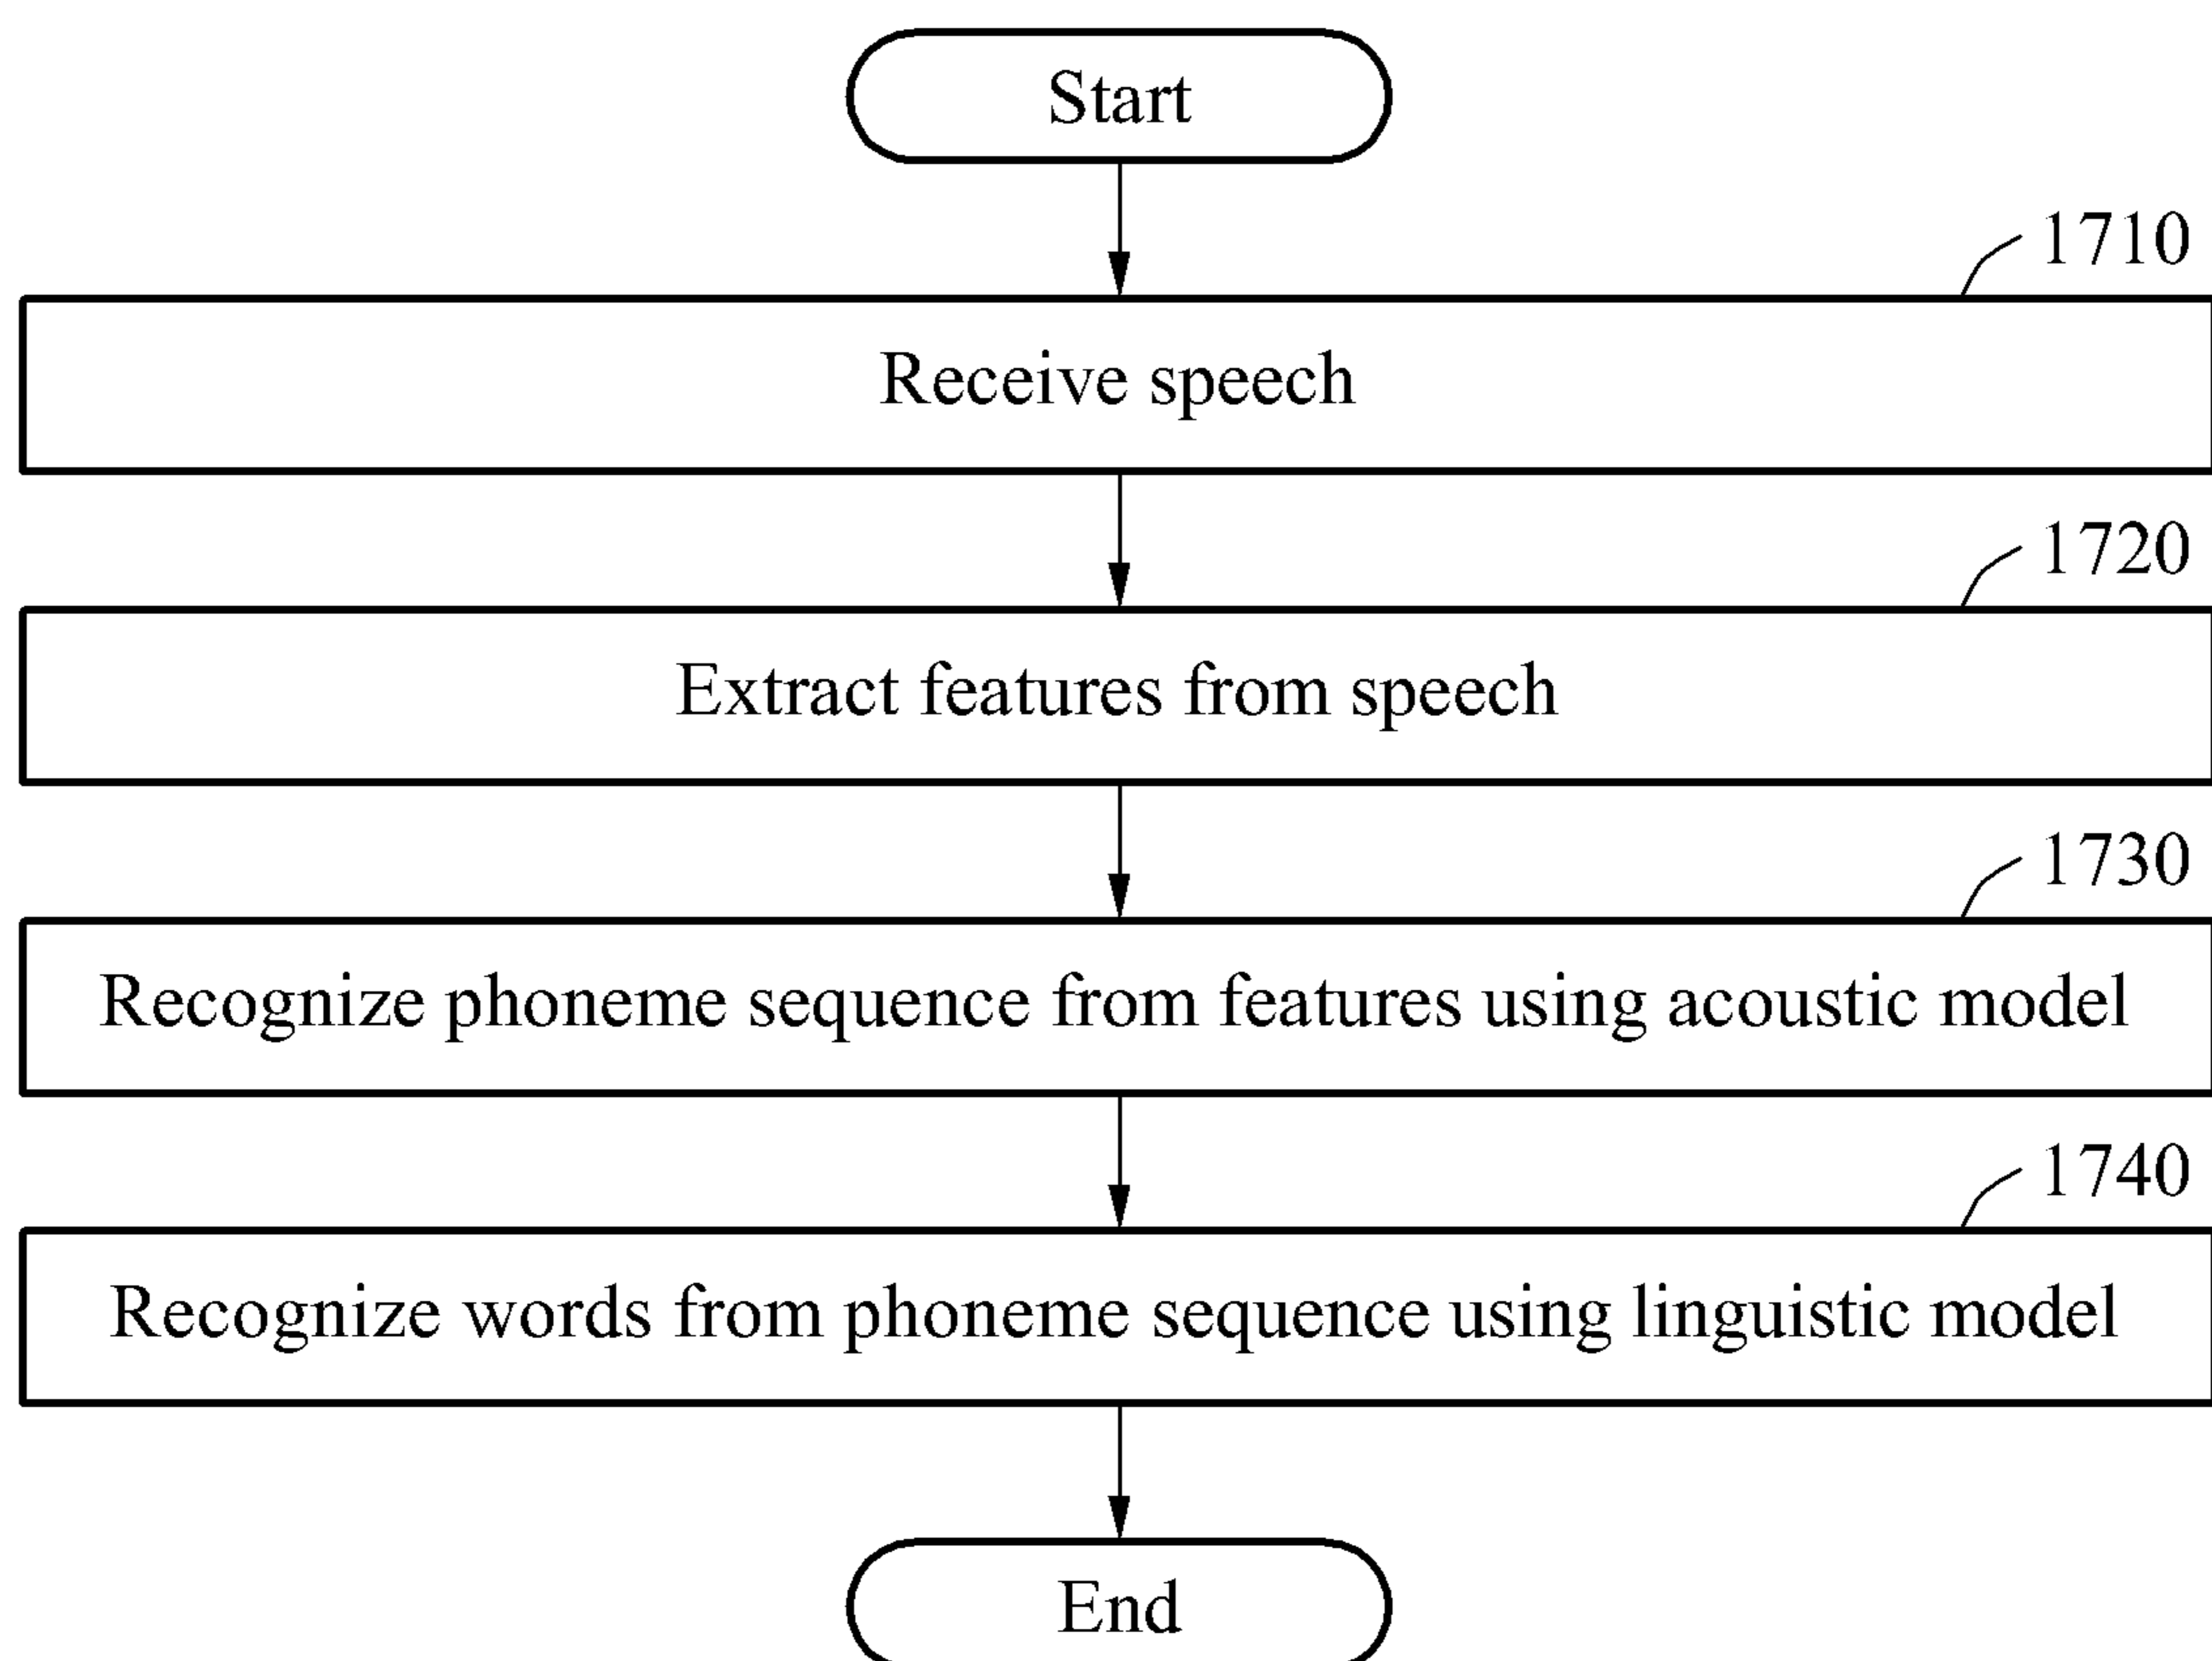 Start
1710
Receive speech
1720
Extract features from speech
1730
Recognize phoneme sequence from features using acoustic model
1740
Recognize words from phoneme sequence using linguistic model
End